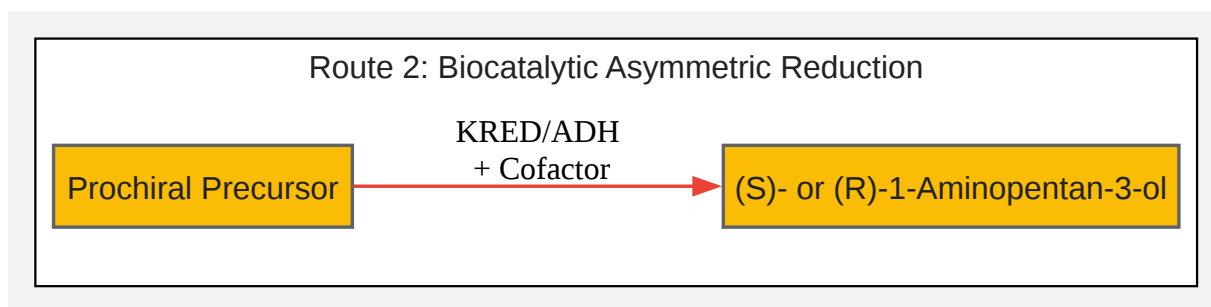 Route 2: Biocatalytic Asymmetric Reduction
KRED/ADH
+ Cofactor
Prochiral Precursor
(S)- or (R)-1-Aminopentan-3-ol